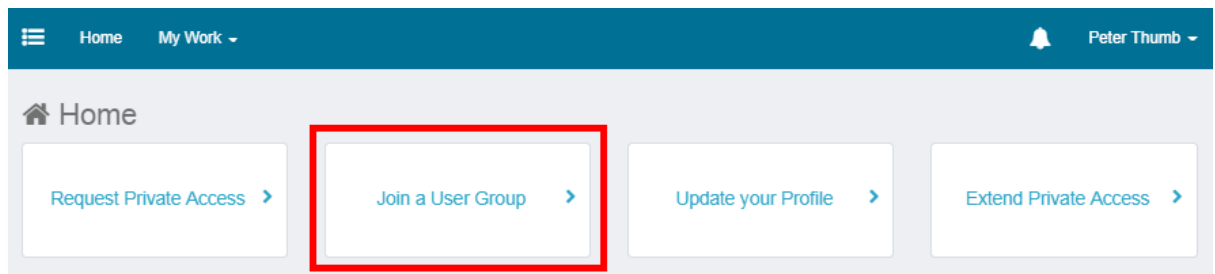 Home My Work Peter Thumb
Home
Request Private Access Join a User Group Update your Profile Extend Private Access